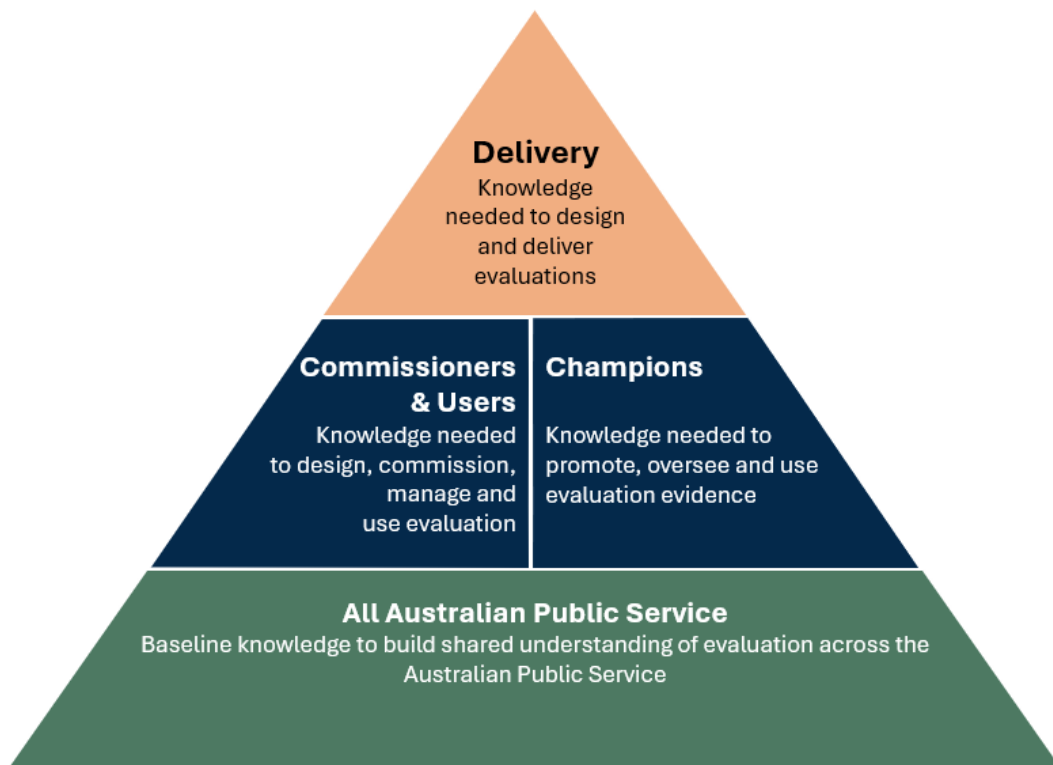 Delivery
Knowledge
needed to design
and deliver
evaluations
Commissioners
& Users
Knowledge needed
to design, commission,
manage and
use evaluation
Champions
Knowledge needed to
promote, oversee and use
evaluation evidence
All Australian Public Service
Baseline knowledge to build shared understanding of evaluation across the
Australian Public Service